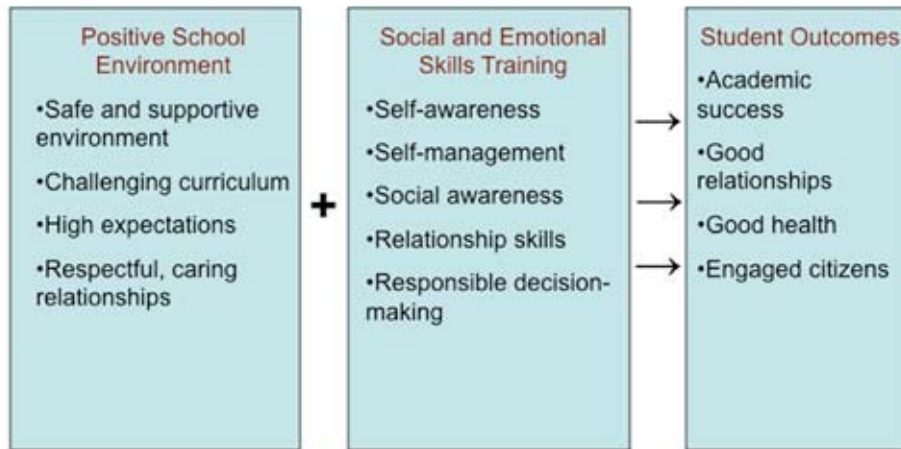 Positive School
Environment
•Safe and supportive
environment
•Challenging curriculum
•High expectations
•Respectful, caring
relationships
+
Social and Emotional
Skills Training
•Self-awareness
•Self-management
•Social awareness
•Relationship skills
•Responsible decision-
making
Student Outcomes
•Academic
success
•Good
relationships
•Good health
•Engaged citizens